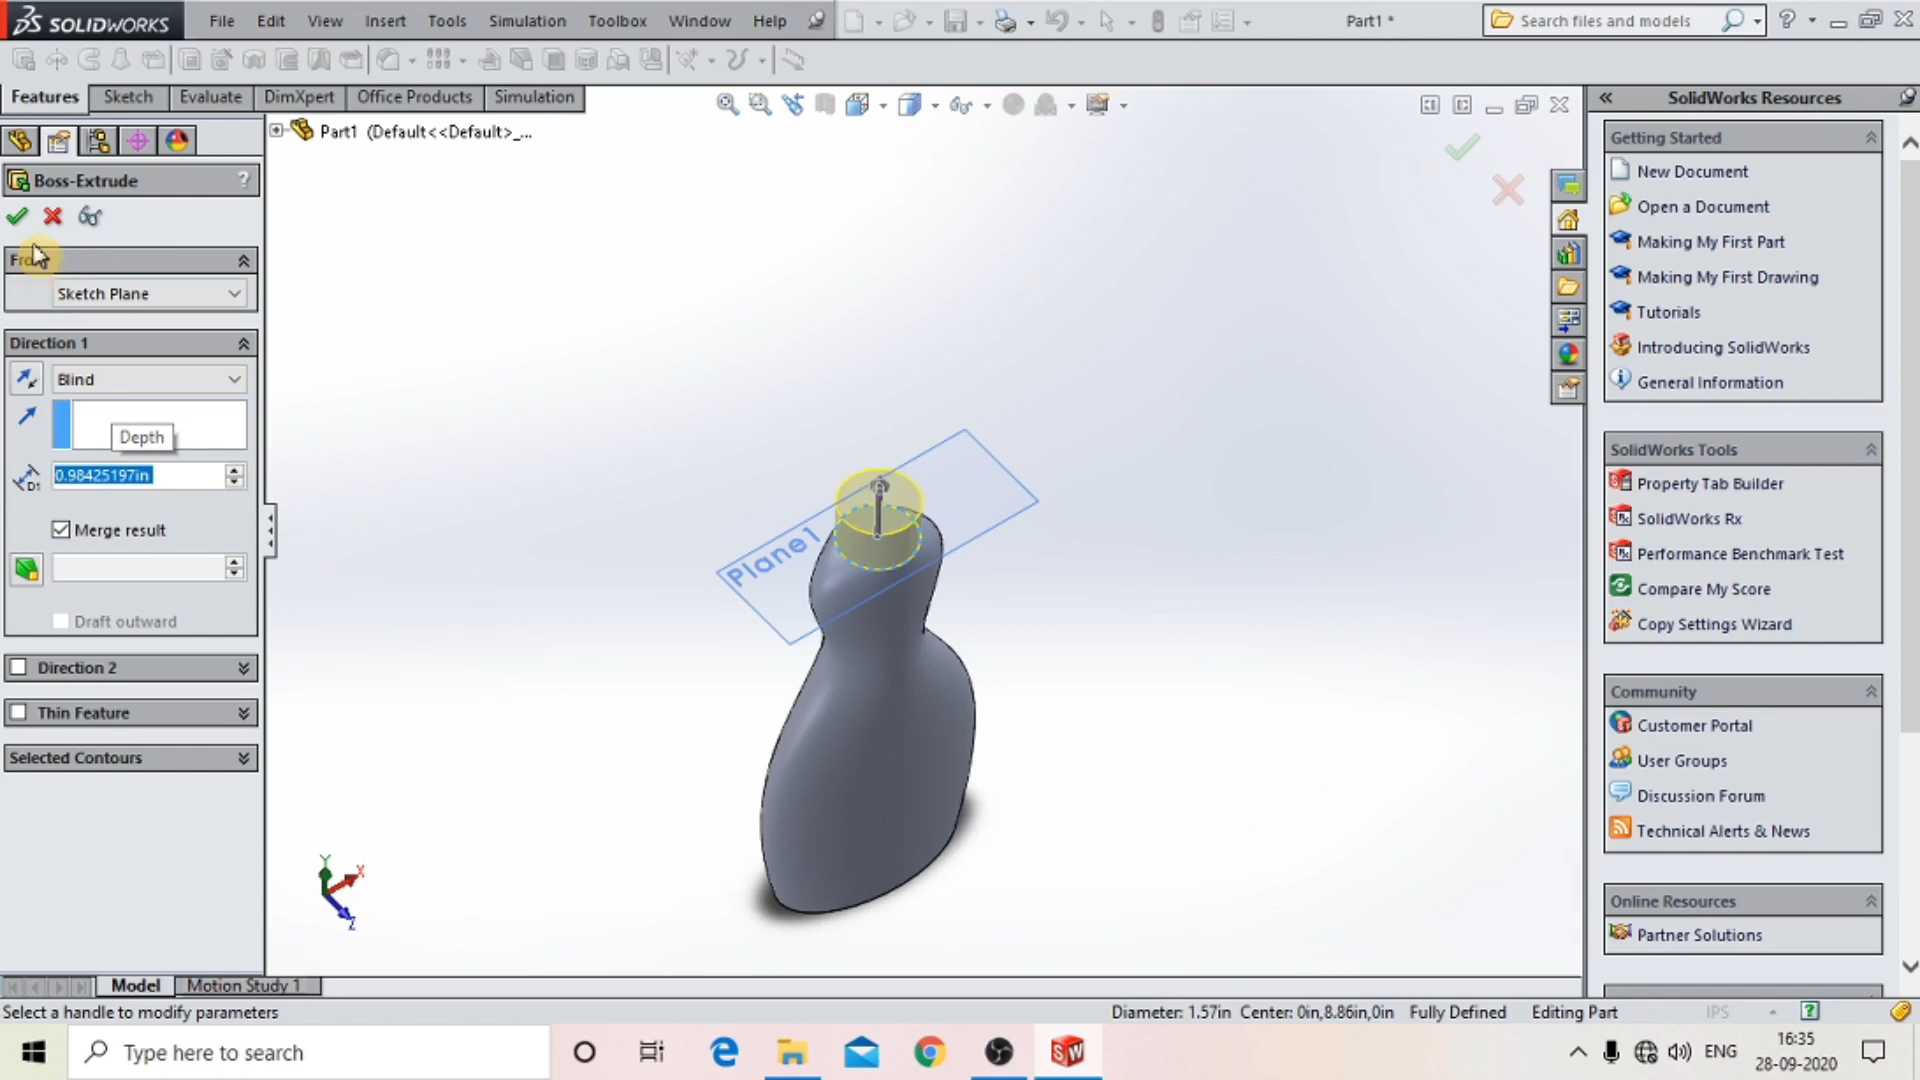 SOLIDWORKS File Edit View Insert Tools Simulation Toolbox Window Help Part1 * Search files and models
Features Sketch Evaluate DimXpert Office Products Simulation
Part1 (Default<<Default>_...
Boss-Extrude
?
Sketch Plane
Direction 1
Blind
Depth
D1
0.98425197in
Merge result
Draft outward
Direction 2
Thin Feature
Selected Contours
Plane1
Y
X
Z
SolidWorks Resources
Getting Started
New Document
Open a Document
Making My First Part
Making My First Drawing
Tutorials
Introducing SolidWorks
General Information
SolidWorks Tools
Property Tab Builder
SolidWorks Rx
Performance Benchmark Test
Compare My Score
Copy Settings Wizard
Community
Customer Portal
User Groups
Discussion Forum
Technical Alerts & News
Online Resources
Partner Solutions
Model Motion Study 1
Select a handle to modify parameters Diameter: 1.57in Center: 0in,8.86in,0in Fully Defined Editing Part IPS
Type here to search
ENG
16:35
28-09-2020